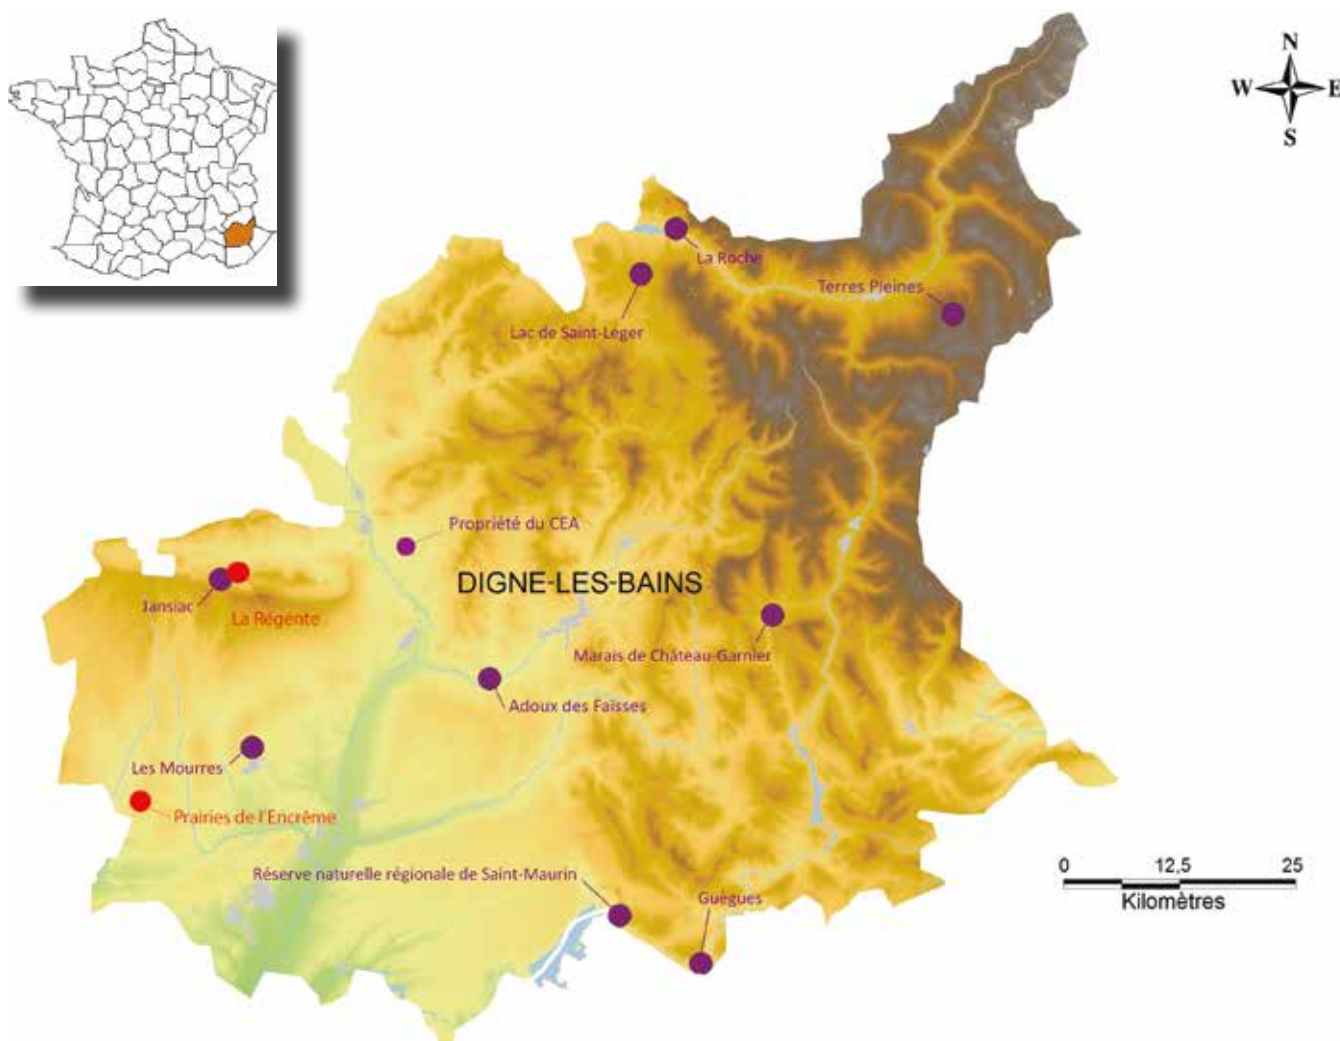 N
W E
S
La Roche
Terres Pleines
Lac de Saint-Léger
Propriété du CEA
DIGNE-LES-BAINS
Jansiac
La Régente
Marais de Château-Garnier
Adoux des Faïsses
Les Mourres
Prairies de l'Encrême
0 12,5 25
Kilomètres
Réserve naturelle régionale de Saint-Maurin
Guègues